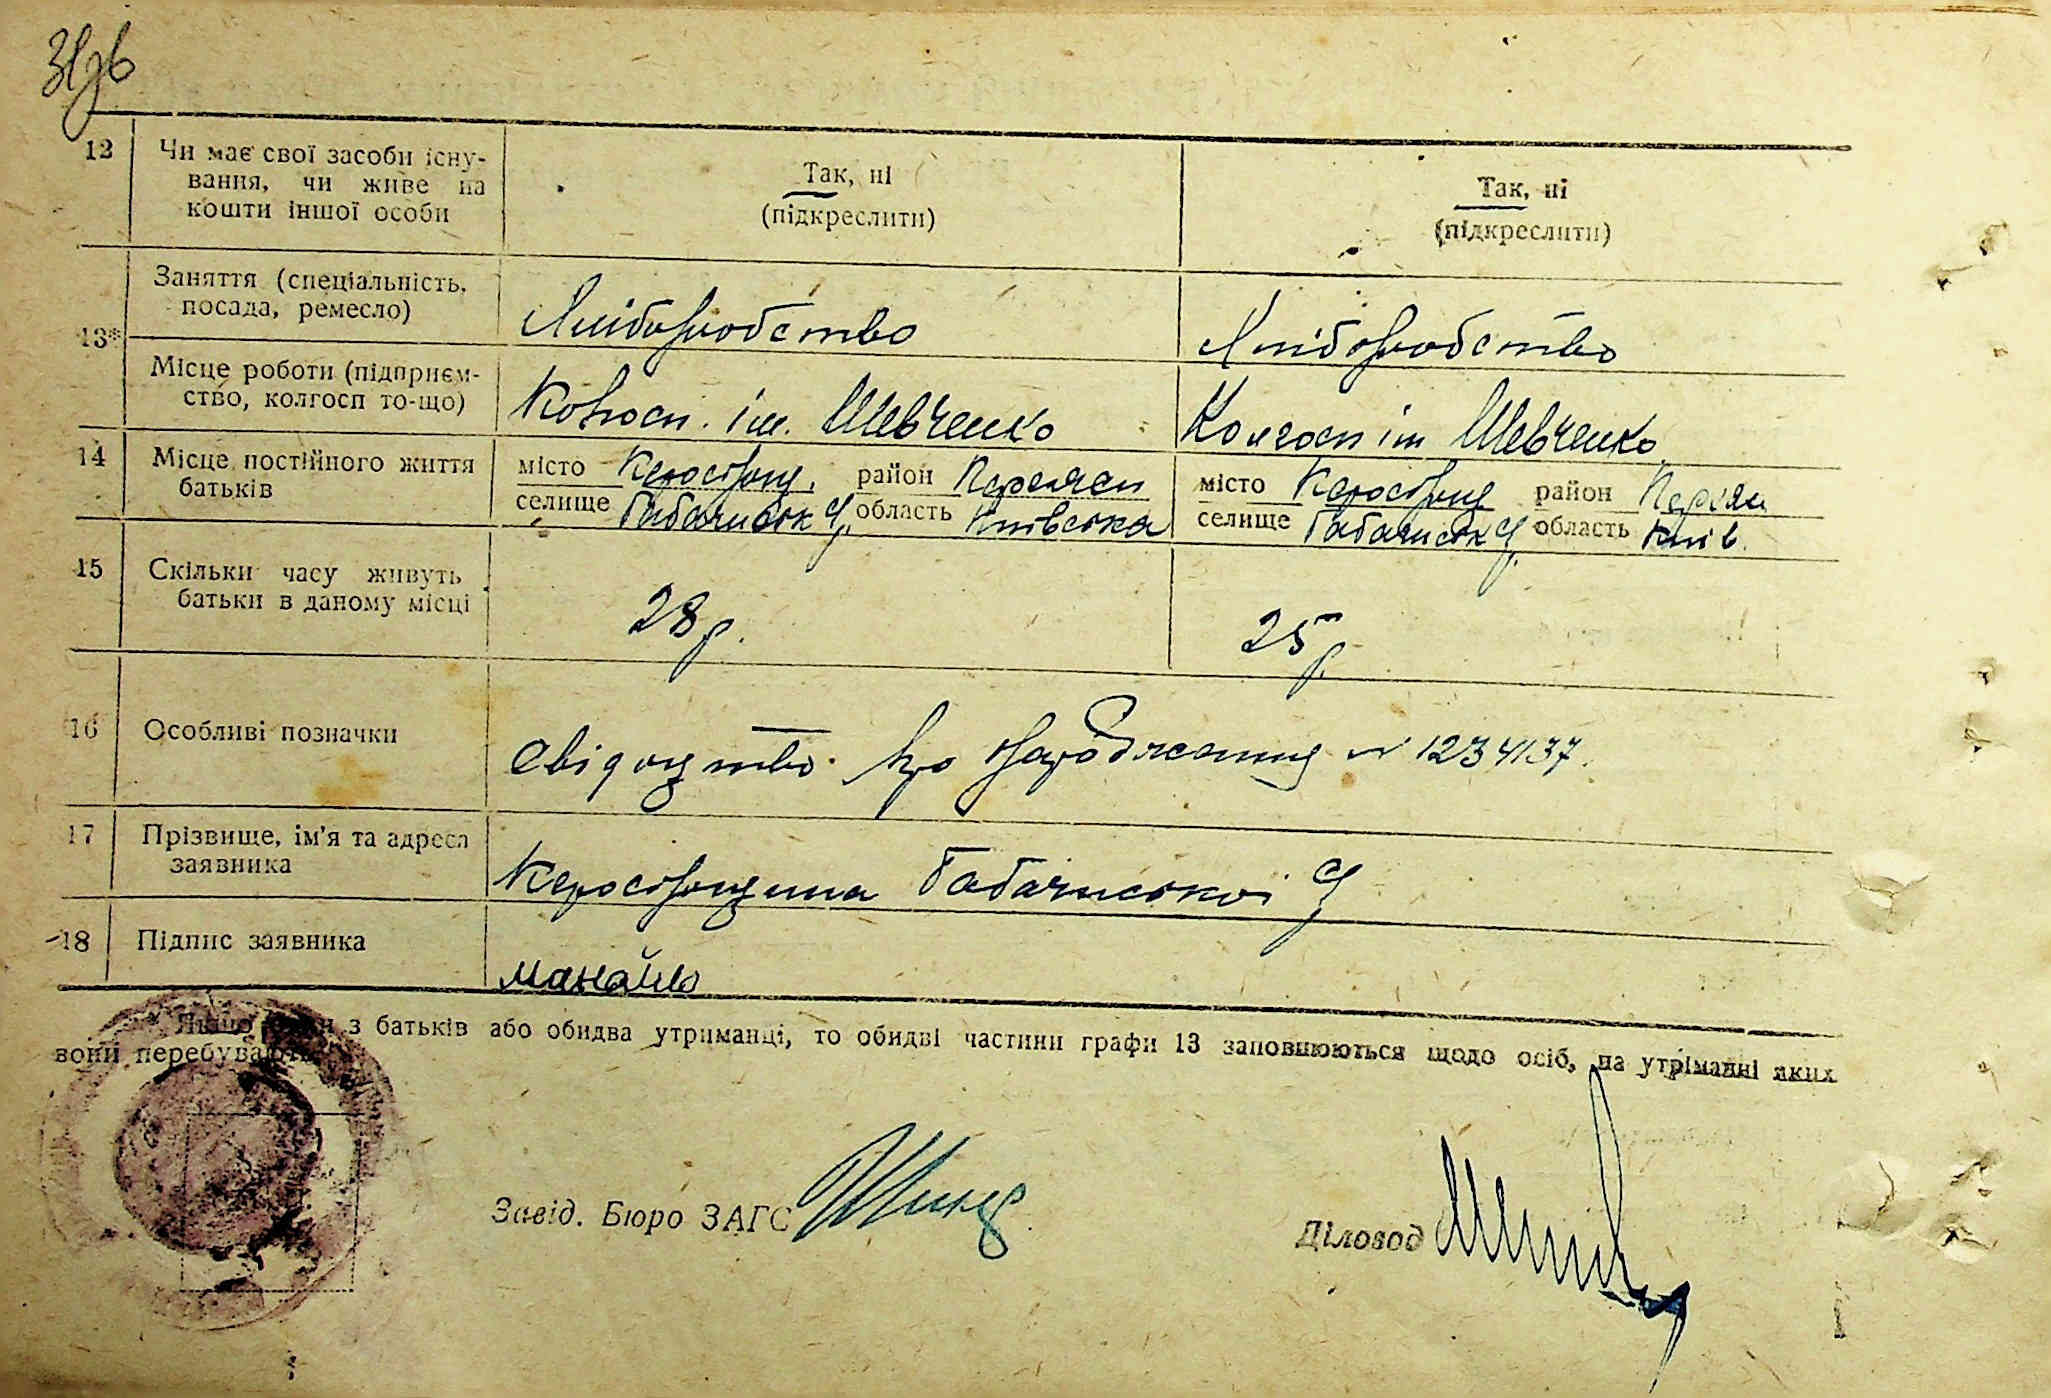 12 Чи має свої засоби існу-
вання, чи живе на
кошти іншої особи
Так, ні
(підкреслити)
Так, ні
(підкреслити)
13*
Заняття (спеціальність,
посада, ремесло)
Хліборобство
Хліборобство
Місце роботи (підприєм-
ство, колгосп то-що)
Колгосп. ім. Шевченко
Колгосп ім Шевченко
14 Місце постійного життя
батьків
місто район
селище область Київська
місто район
селище область Київ.
15 Скільки часу живуть
батьки в даному місці
28 р.
25 р.
16 Особливі позначки
свідоцтво про народження № 1234137.
17 Прізвище, ім'я та адреса
заявника
18 Підпис заявника
Манайло
* Якщо з батьків або обидва утриманці, то обидві частини графи 13 заповнюються щодо осіб, на утріманні яких
вони перебувають.
Завід. Бюро ЗАГС
Діловод